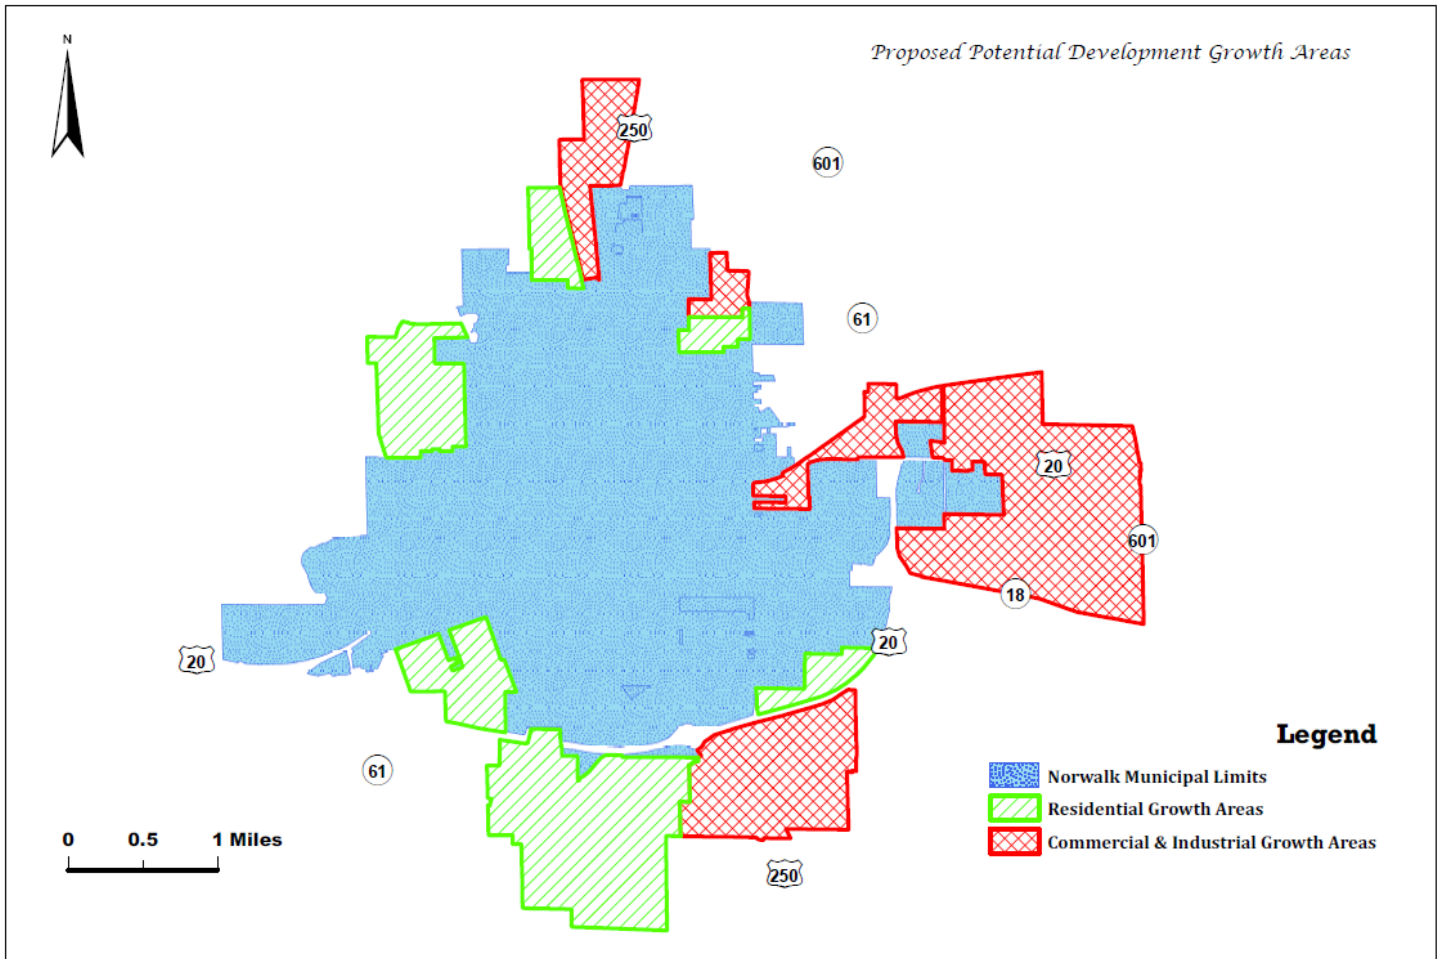 N
Proposed Potential Development Growth Areas
250
601
61
20
601
18
20
20
Legend
61
Norwalk Municipal Limits
Residential Growth Areas
0 0.5 1 Miles
Commercial & Industrial Growth Areas
250